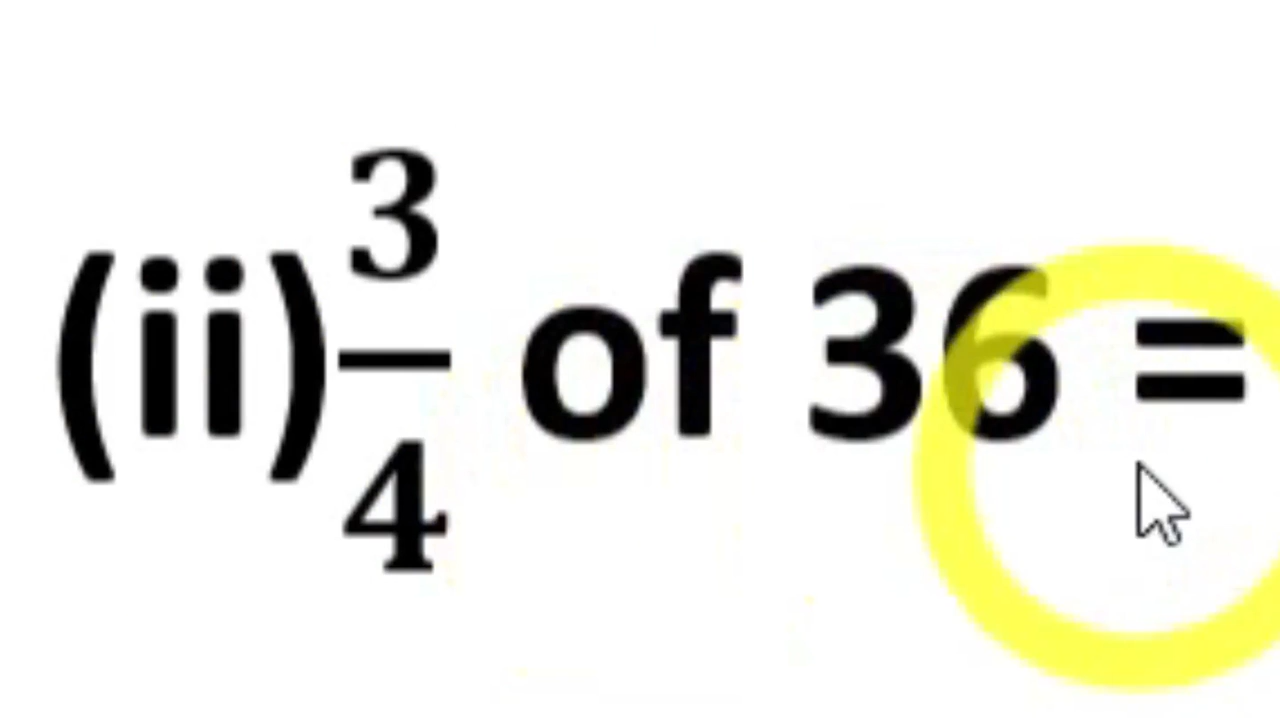 (ii) 3/4 of 36 =